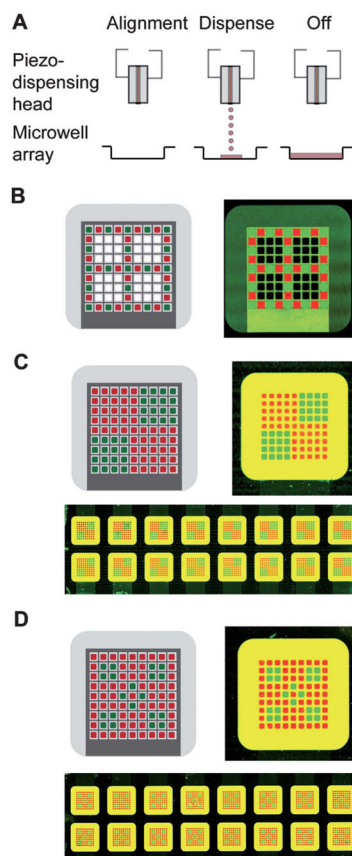 A
Alignment Dispense Off
Piezo-
dispensing
head
Microwell
array
B
C
D